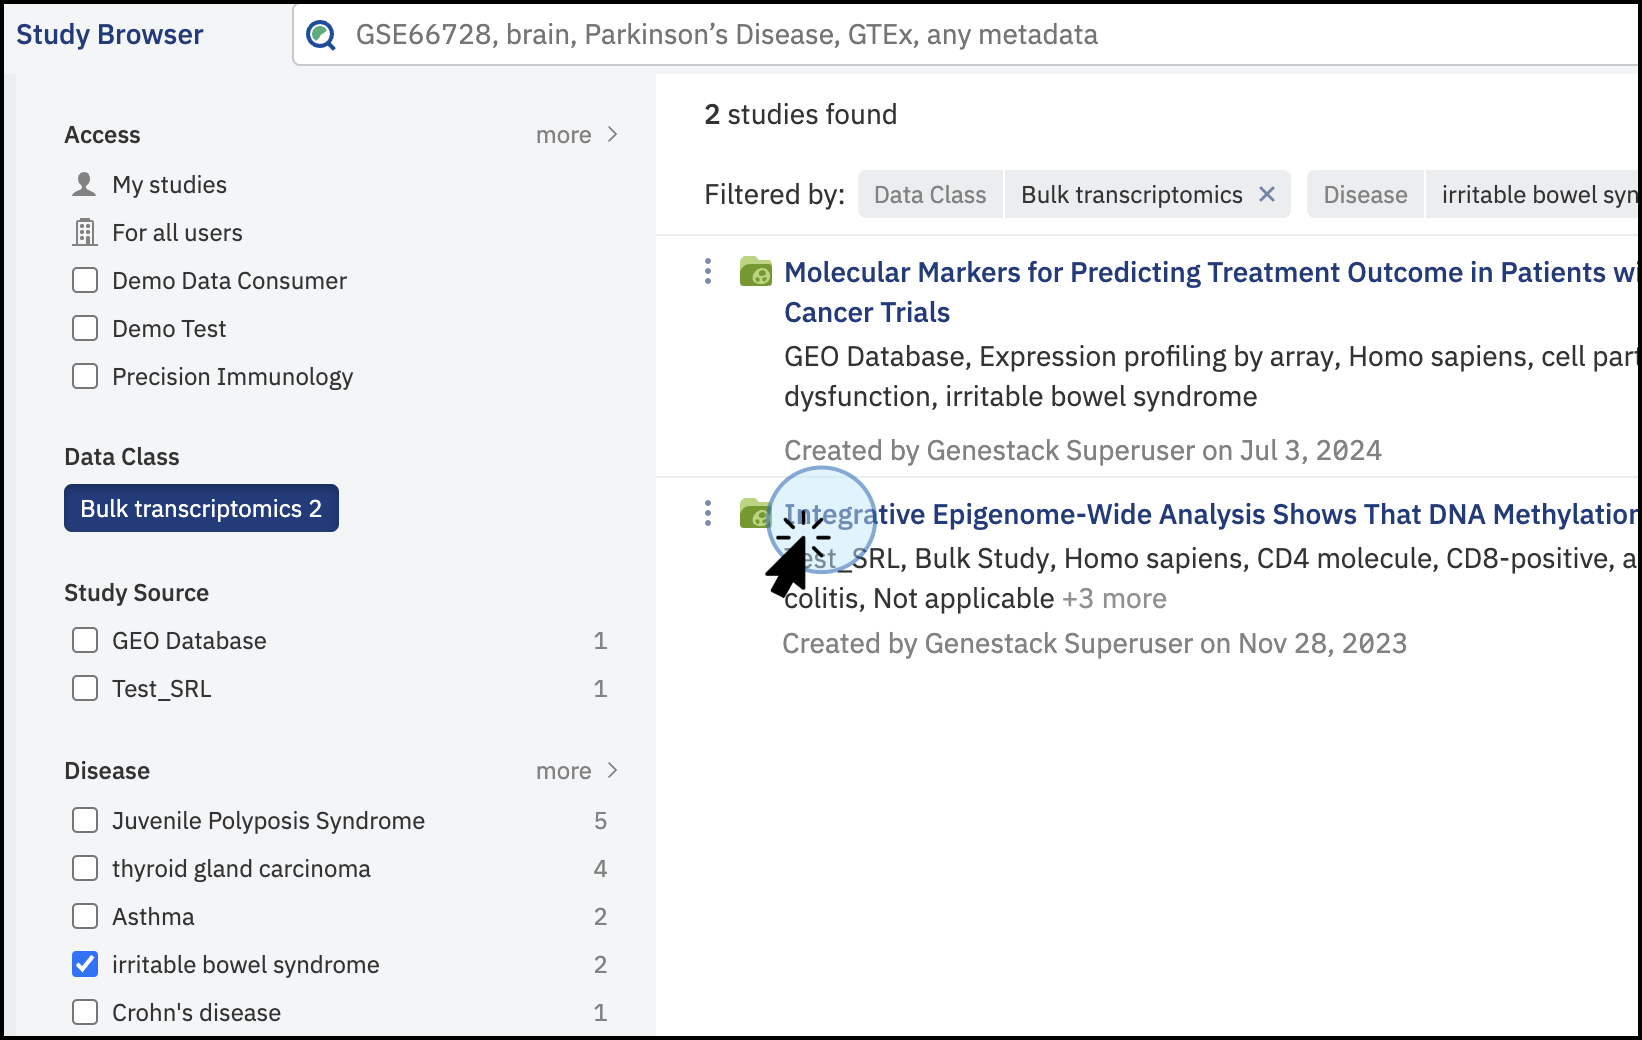 Study Browser
GSE66728, brain, Parkinson’s Disease, GTEx, any metadata
Access
more
My studies
For all users
Demo Data Consumer
Demo Test
Precision Immunology
Data Class
Bulk transcriptomics 2
Study Source
GEO Database 1
Test_SRL 1
Disease
more
Juvenile Polyposis Syndrome 5
thyroid gland carcinoma 4
Asthma 2
irritable bowel syndrome 2
Crohn's disease 1
2 studies found
Filtered by: Data Class Bulk transcriptomics Disease irritable bowel syn
Molecular Markers for Predicting Treatment Outcome in Patients wi
Cancer Trials
GEO Database, Expression profiling by array, Homo sapiens, cell part
dysfunction, irritable bowel syndrome
Created by Genestack Superuser on Jul 3, 2024
Integrative Epigenome-Wide Analysis Shows That DNA Methylation
Test_SRL, Bulk Study, Homo sapiens, CD4 molecule, CD8-positive, a
colitis, Not applicable +3 more
Created by Genestack Superuser on Nov 28, 2023